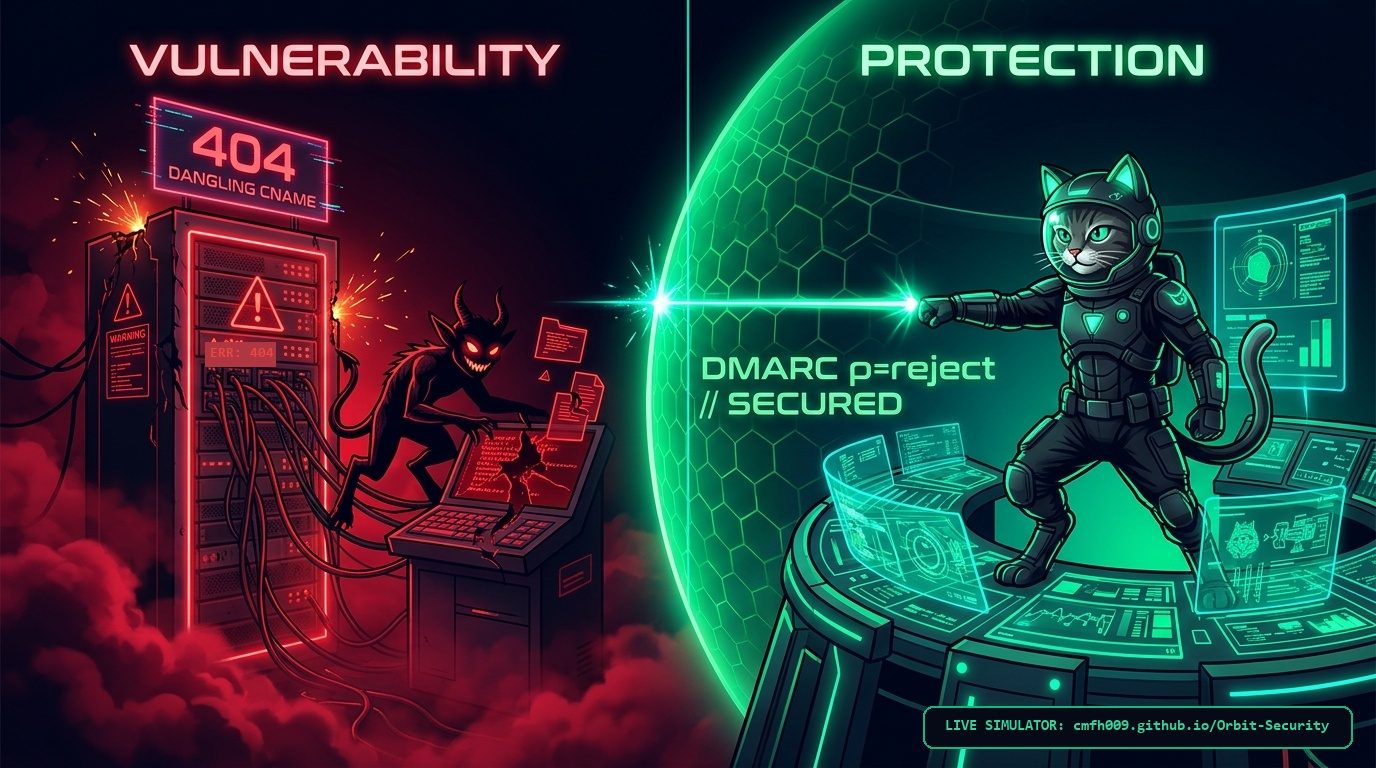 VULNERABILITY
PROTECTION
404
DANGLING CNAME
WARNING
ERR: 404
DMARC p=reject
// SECURED
LIVE SIMULATOR: cmfh009.github.io/Orbit-Security